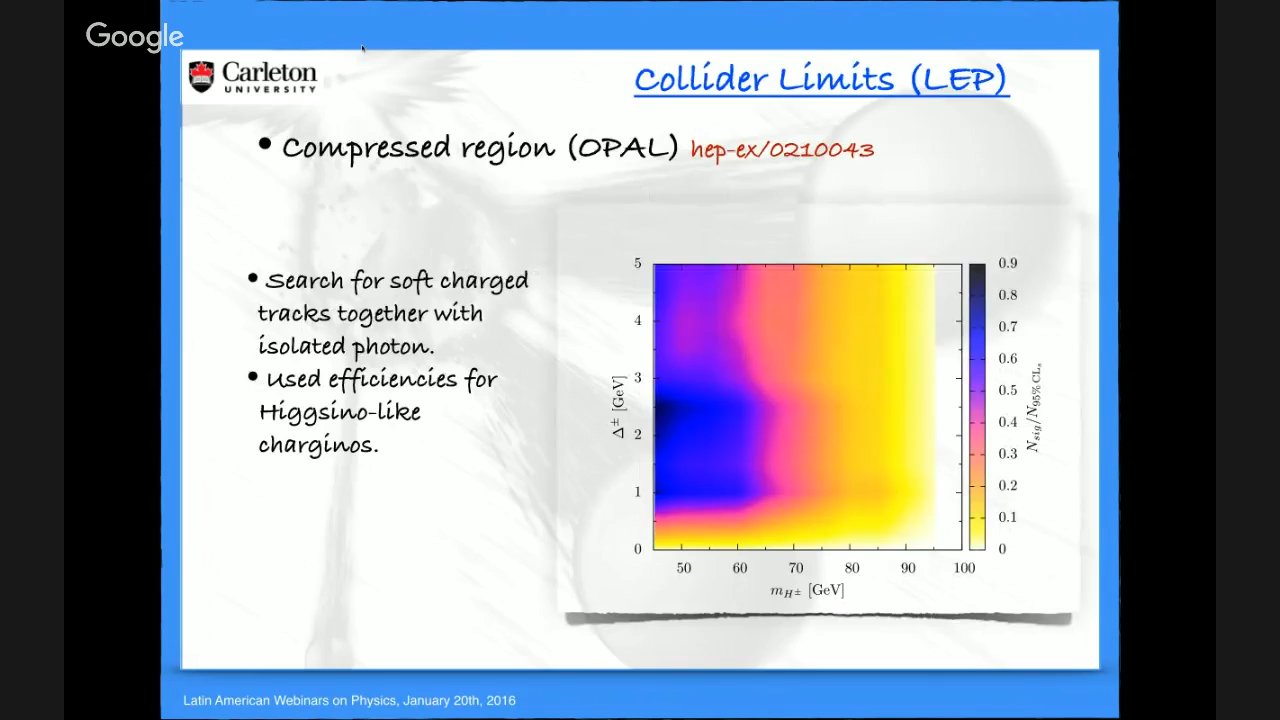 Google
Carleton
UNIVERSITY
Collider Limits (LEP)
• Compressed region (OPAL) hep-ex/0210043
• Search for soft charged
tracks together with
isolated photon.
• Used efficiencies for
Higgsino-like
charginos.
5
4
3
2
1
0
Δ± [GeV]
50 60 70 80 90 100
m_H± [GeV]
0.9
0.8
0.7
0.6
0.5
0.4
0.3
0.2
0.1
0
N_sig/N_95%CL_s
Latin American Webinars on Physics, January 20th, 2016